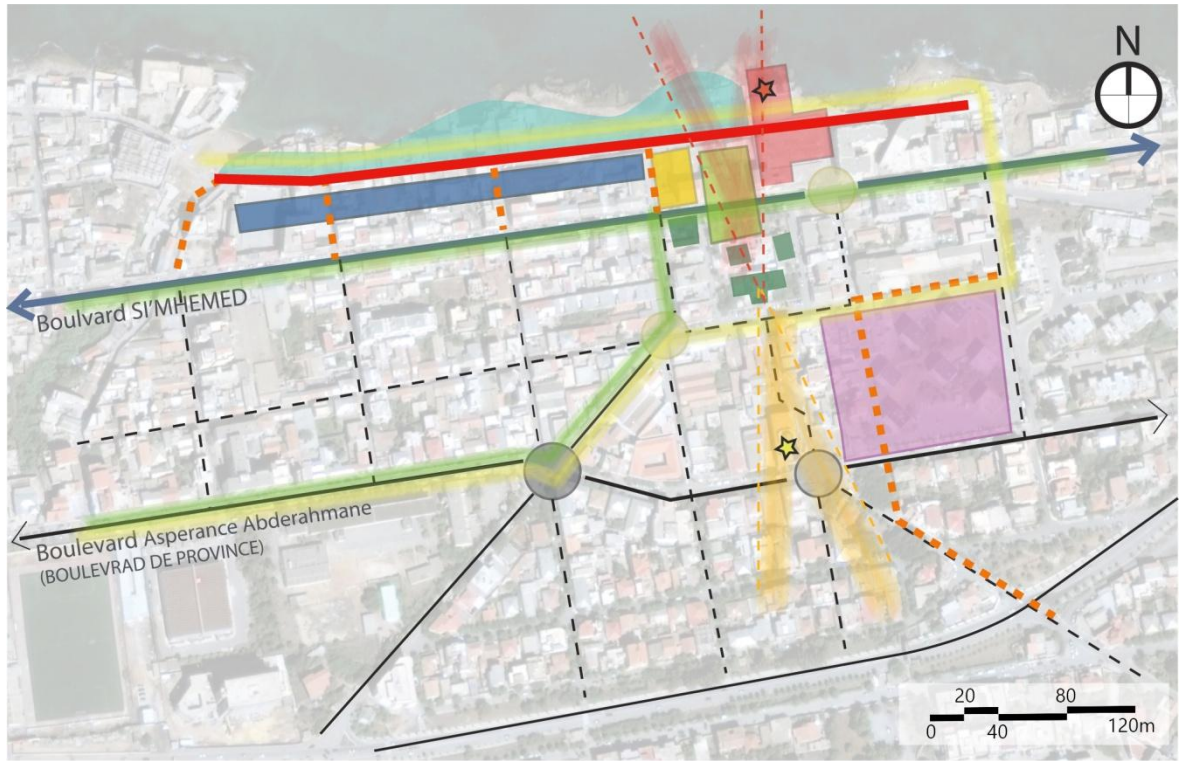 N
Boulvard SI'MHEMED
Boulevard Asperance Abderahmane
(BOULEVRAD DE PROVINCE)
20 80
0 40 120m